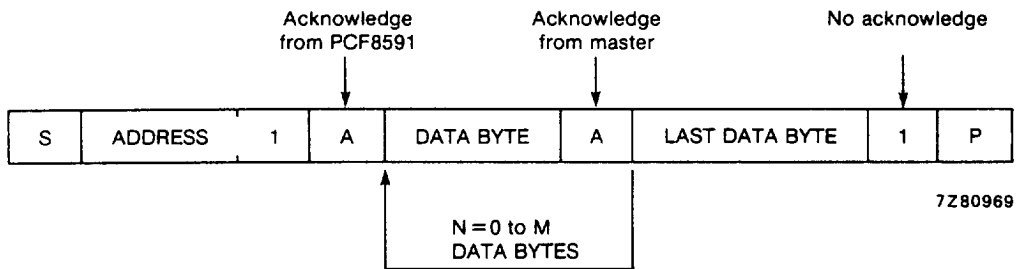 Acknowledge
from PCF8591
Acknowledge
from master
No acknowledge
S ADDRESS 1 A DATA BYTE A LAST DATA BYTE 1 P
7Z80969
N = 0 to M
DATA BYTES